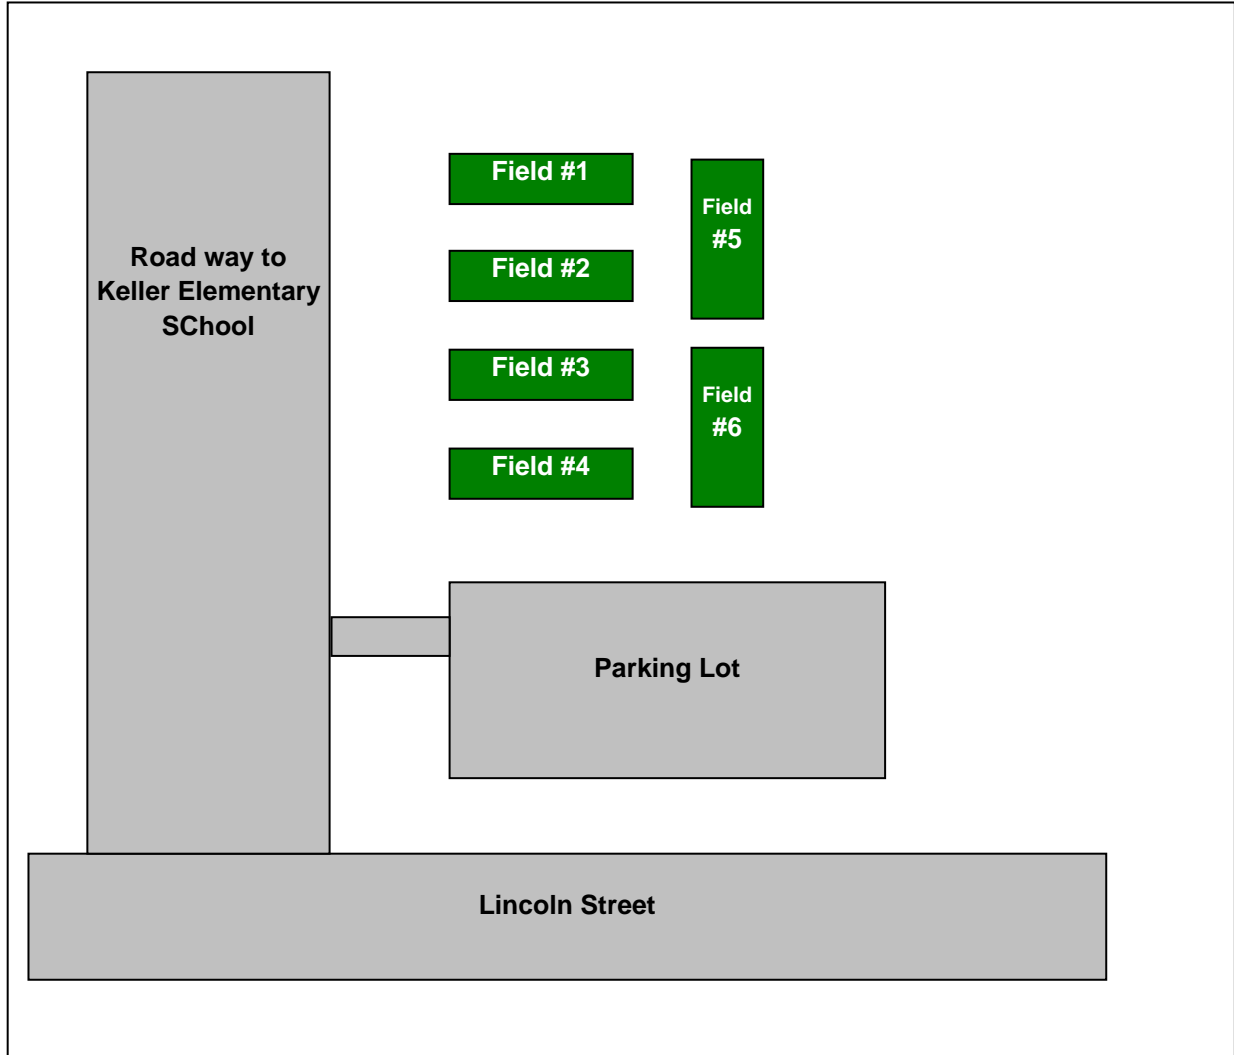 Field #1
Field
#5
Field #2
Road way to
Keller Elementary
SChool
Field #3
Field
#6
Field #4
Parking Lot
Lincoln Street